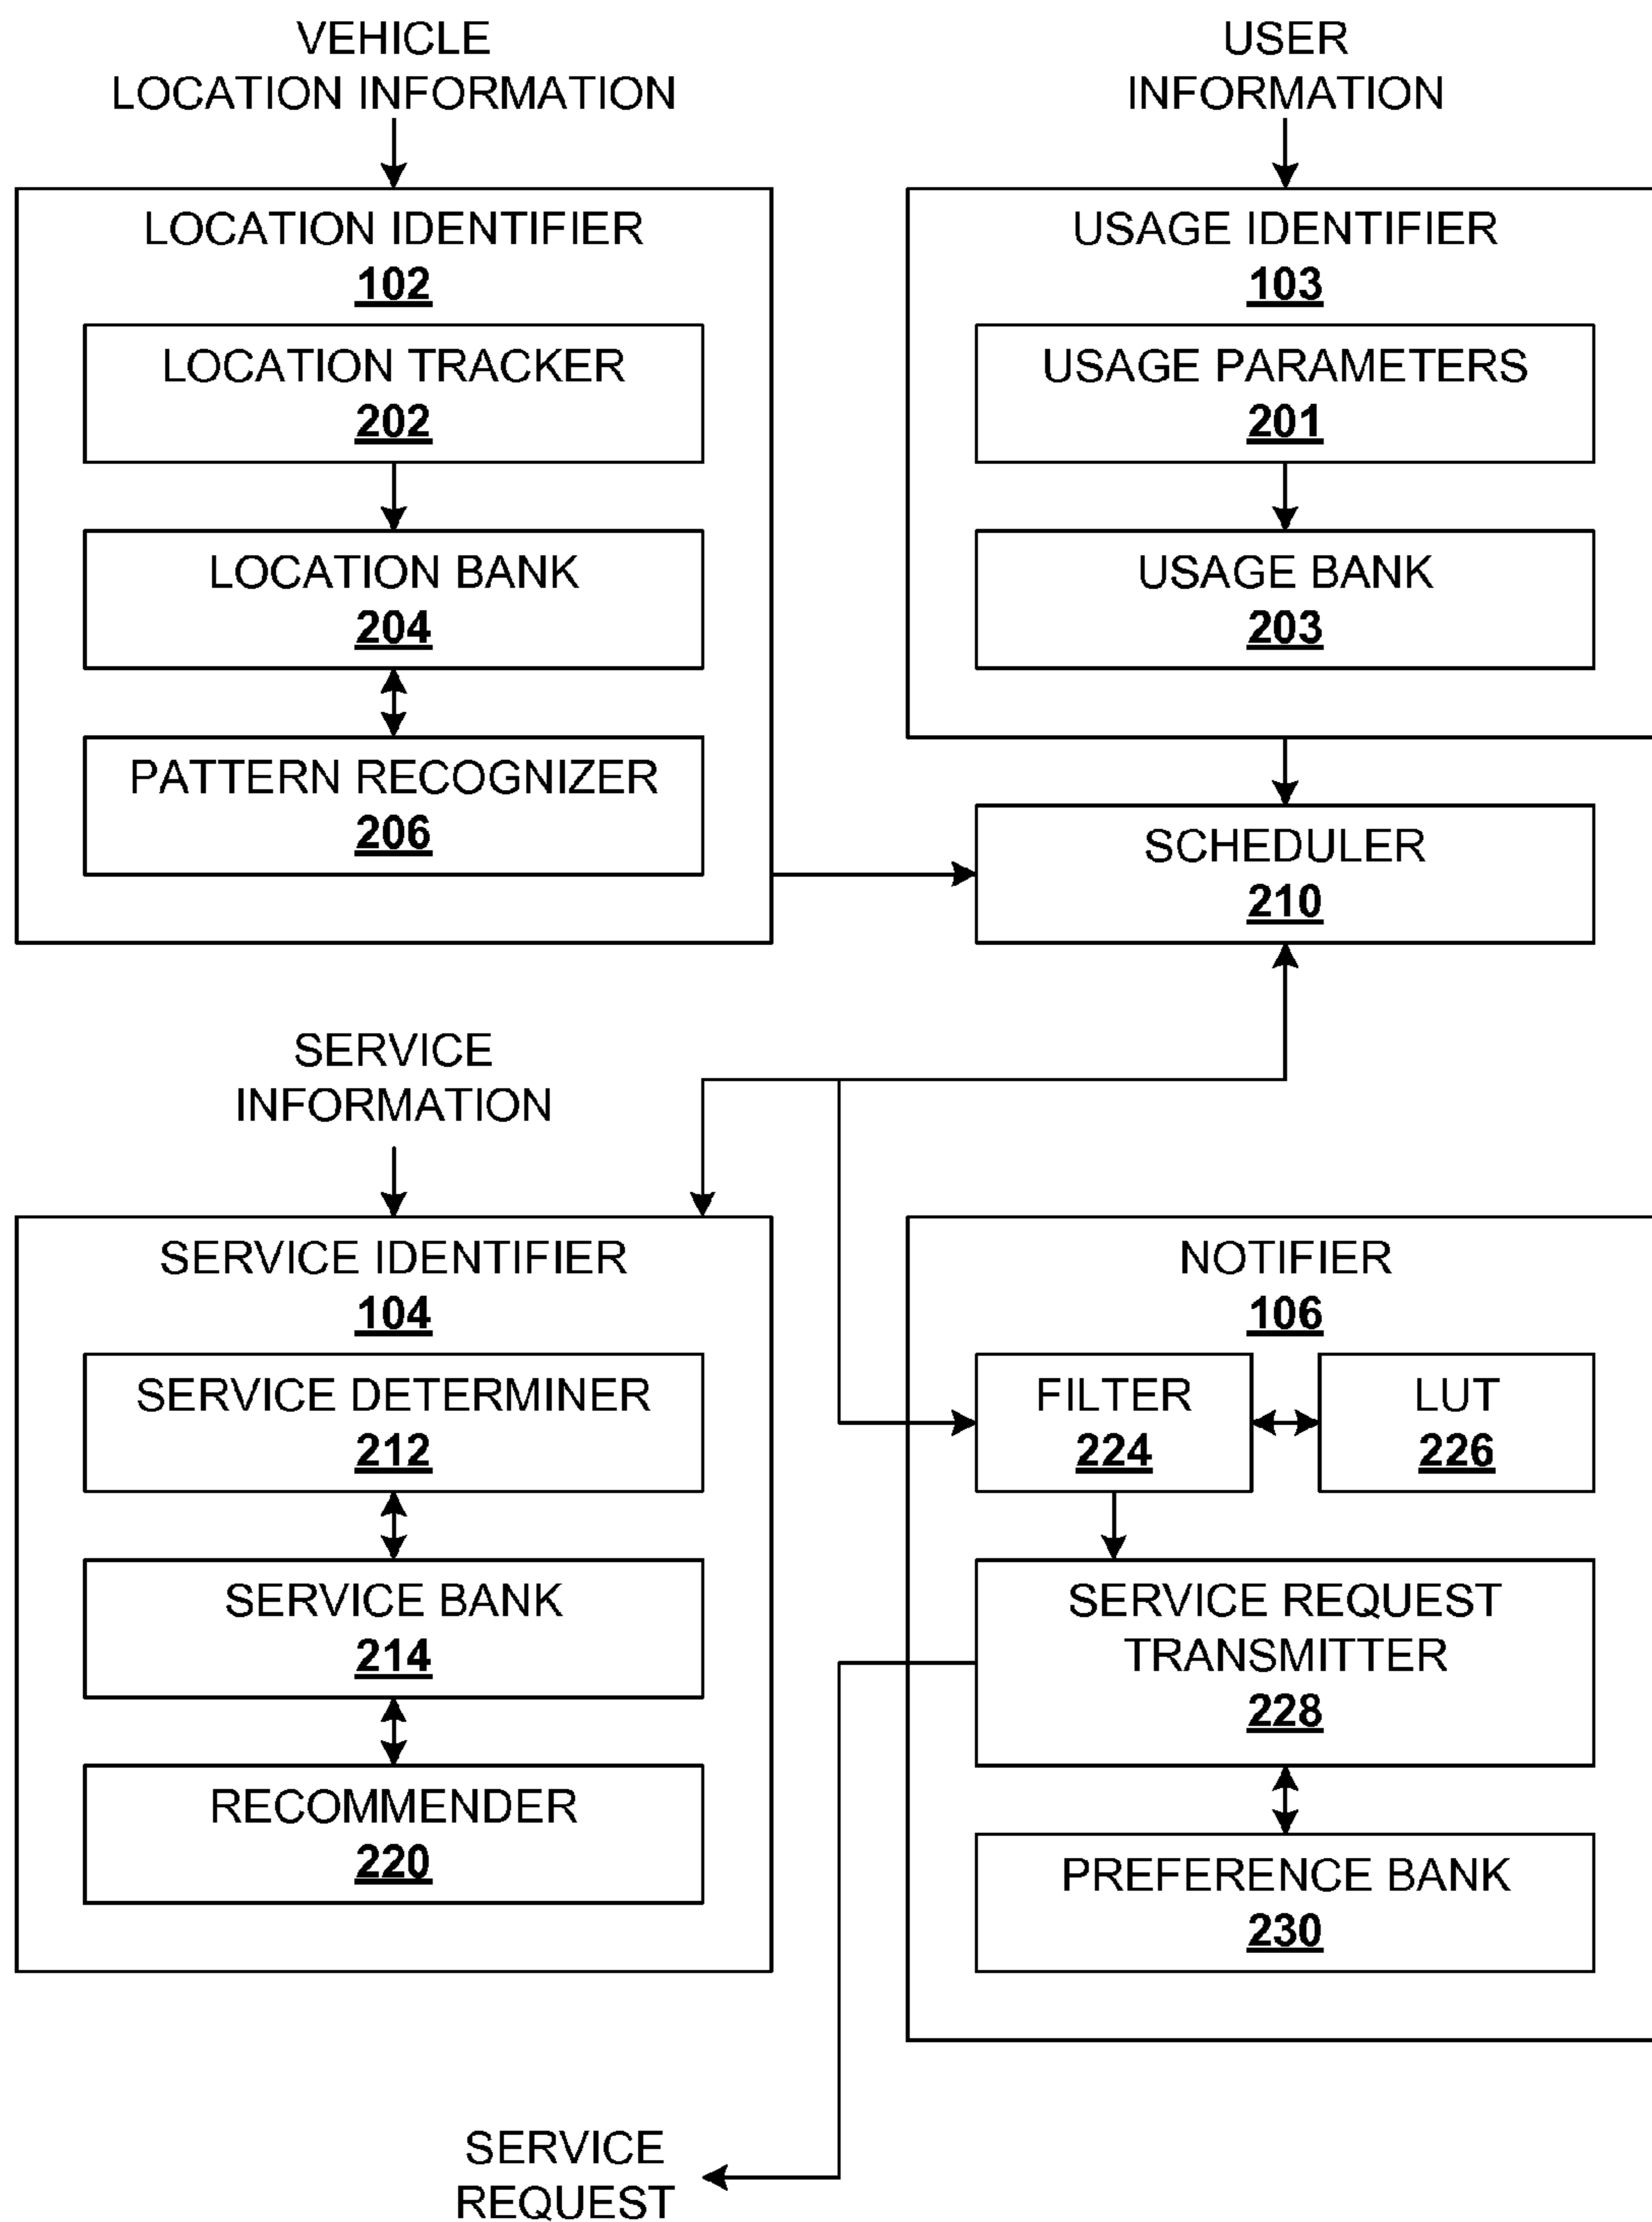 VEHICLE
LOCATION INFORMATION
LOCATION IDENTIFIER
102
LOCATION TRACKER
202
LOCATION BANK
204
PATTERN RECOGNIZER
206
USER
INFORMATION
USAGE IDENTIFIER
103
USAGE PARAMETERS
201
USAGE BANK
203
SCHEDULER
210
SERVICE
INFORMATION
SERVICE IDENTIFIER
104
SERVICE DETERMINER
212
SERVICE BANK
214
RECOMMENDER
220
NOTIFIER
106
FILTER
224
LUT
226
SERVICE REQUEST
TRANSMITTER
228
PREFERENCE BANK
230
SERVICE
REQUEST